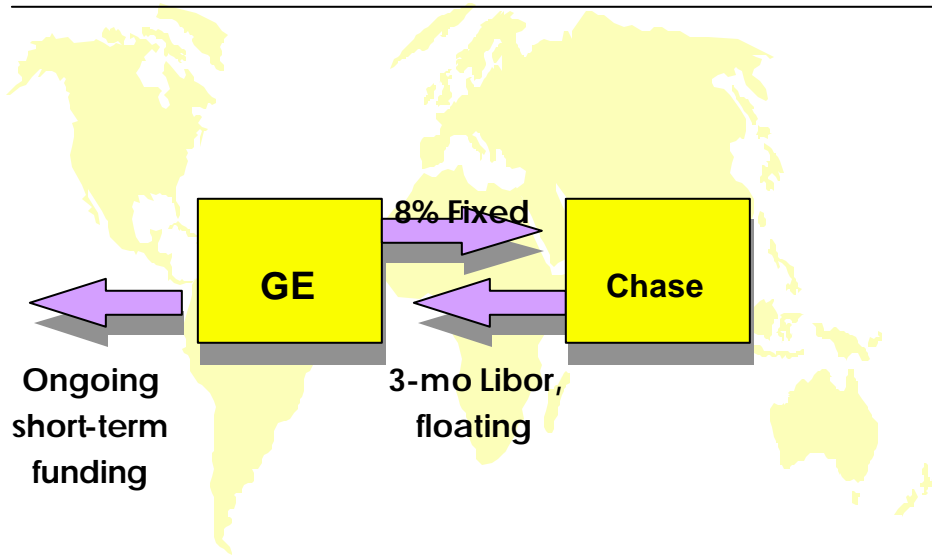 8% Fixed
GE
Chase
Ongoing
short-term
funding
3-mo Libor,
floating